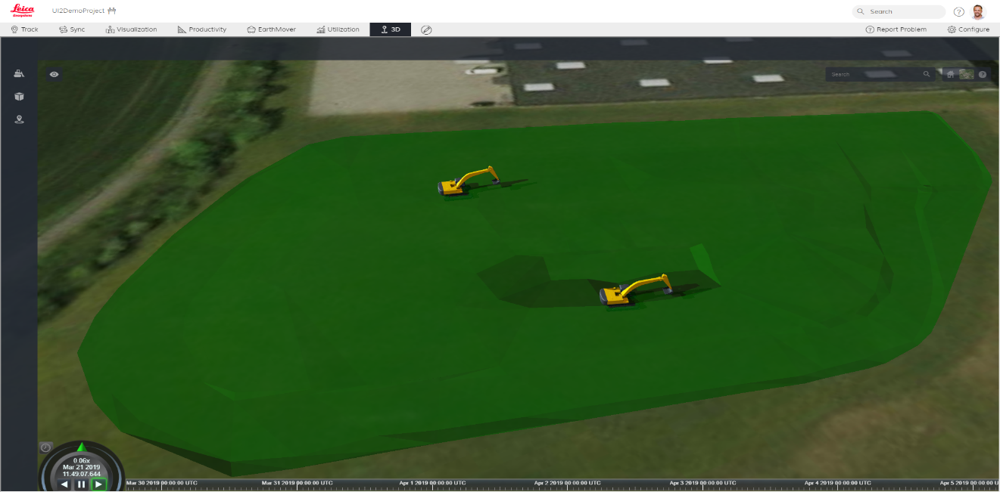 Leica
Geosystems
UI2DemoProject
Search
Track
Sync
Visualization
Productivity
EarthMover
Utilization
3D
Report Problem
Configure
Search
0.06x
Mar 21 2019
11:49:07.644
Mar 30 2019 00:00:00 UTC
Mar 31 2019 00:00:00 UTC
Apr 1 2019 00:00:00 UTC
Apr 2 2019 00:00:00 UTC
Apr 3 2019 00:00:00 UTC
Apr 4 2019 00:00:00 UTC
Apr 5 2019 00:00:00 U